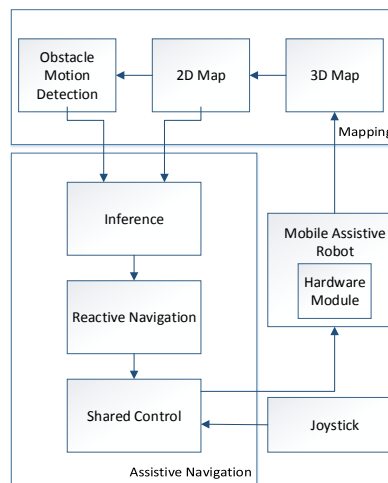 Obstacle
Motion
Detection
2D Map
3D Map
Mapping
Inference
Mobile Assistive
Robot
Hardware
Module
Reactive Navigation
Shared Control
Joystick
Assistive Navigation